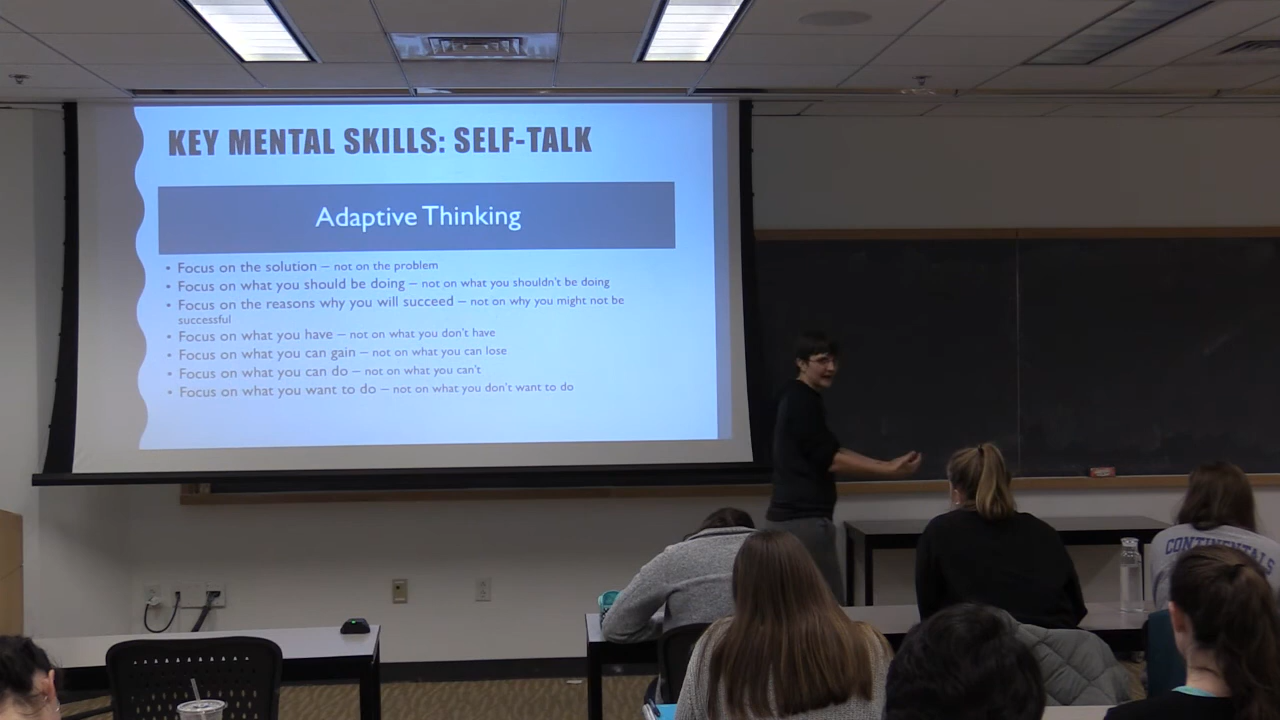 KEY MENTAL SKILLS: SELF-TALK
Adaptive Thinking
• Focus on the solution – not on the problem
• Focus on what you should be doing – not on what you shouldn't be doing
• Focus on the reasons why you will succeed – not on why you might not be
successful
• Focus on what you have – not on what you don't have
• Focus on what you can gain – not on what you can lose
• Focus on what you can do – not on what you can't
• Focus on what you want to do – not on what you don't want to do
CONTINENTALS